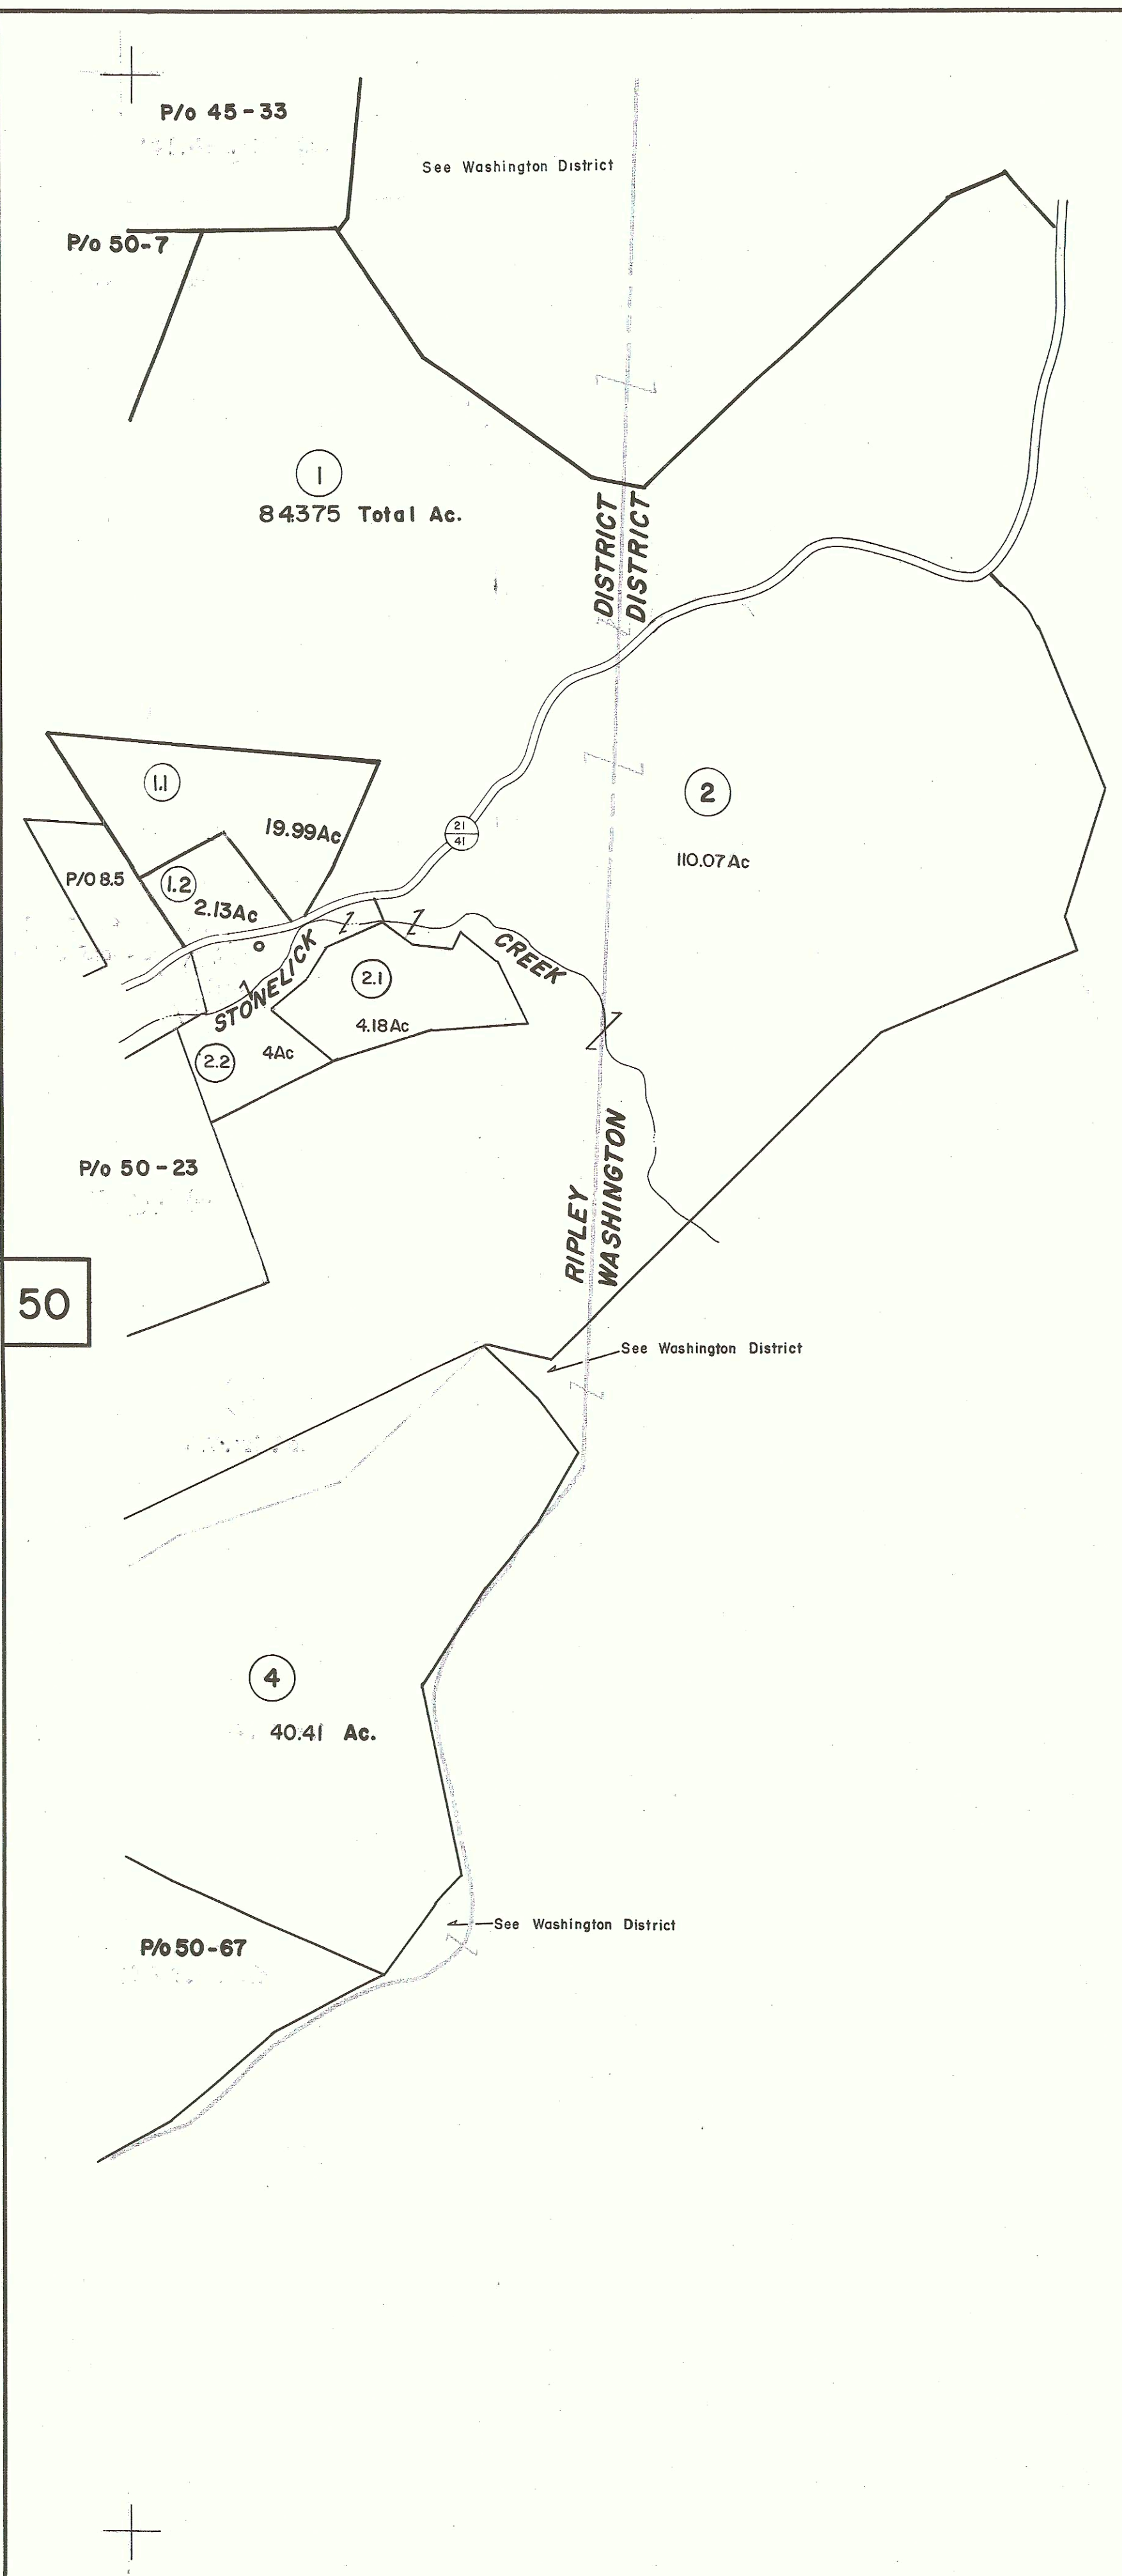 P/o 45-33
See Washington District
P/o 50-7
1
84.375 Total Ac.
DISTRICT
DISTRICT
1.1
19.99Ac
21
41
2
110.07Ac
P/O 8.5
1.2
2.13Ac
STONELICK
CREEK
2.1
4.18Ac
2.2
4Ac
P/o 50-23
RIPLEY
WASHINGTON
50
See Washington District
4
40.41 Ac.
See Washington District
P/o 50-67